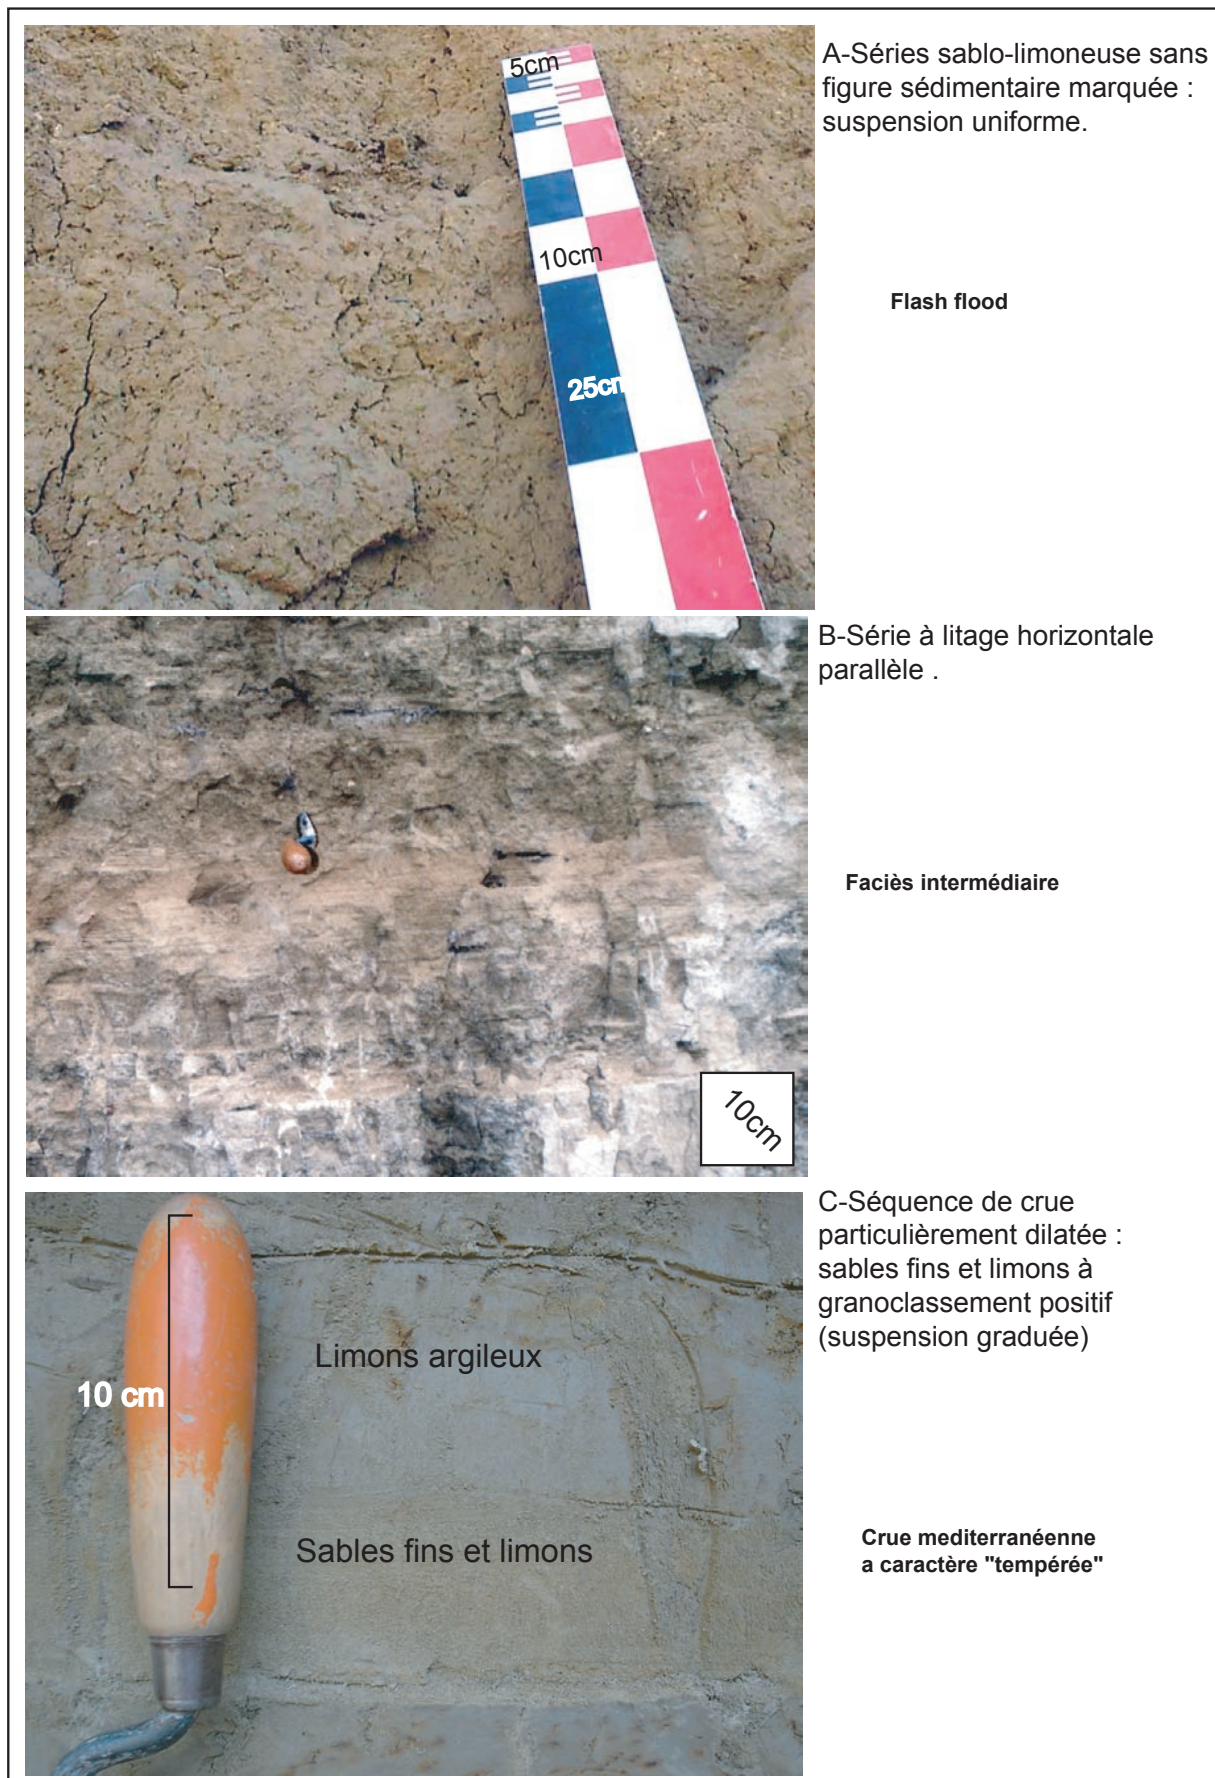 5cm
10cm
25cm
A-Séries sablo-limoneuse sans
figure sédimentaire marquée :
suspension uniforme.
Flash flood
10cm
B-Série à litage horizontale
parallèle .
Faciès intermédiaire
10 cm
Limons argileux
Sables fins et limons
C-Séquence de crue
particulièrement dilatée :
sables fins et limons à
granoclassement positif
(suspension graduée)
Crue mediterranéenne
a caractère "tempérée"